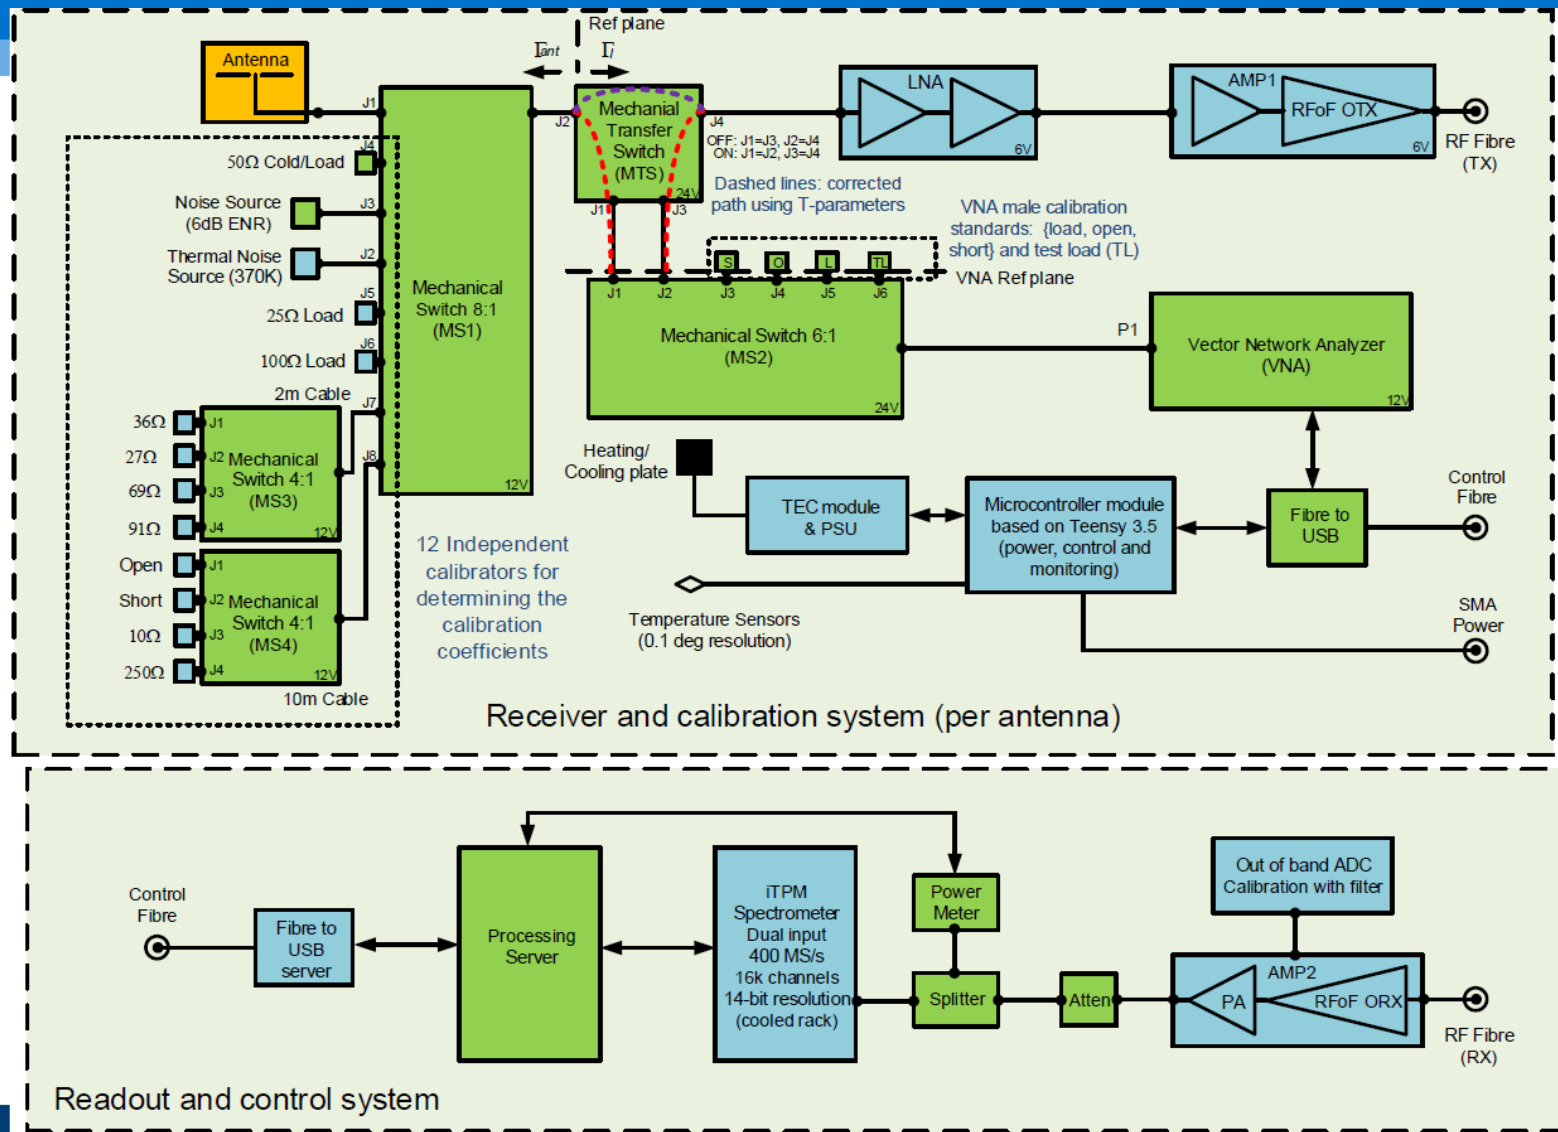 Ref plane
Γant
Γl
Antenna
J1
J4
50Ω Cold/Load
Noise Source
(6dB ENR)
J3
Thermal Noise
Source (370K)
J2
J5
25Ω Load
J6
100Ω Load
2m Cable
J7
J8
Mechanical
Switch 8:1
(MS1)
12V
36Ω
J1
27Ω
J2
69Ω
J3
91Ω
J4
Mechanical
Switch 4:1
(MS3)
12V
Open
J1
Short
J2
10Ω
J3
250Ω
J4
Mechanical
Switch 4:1
(MS4)
12V
10m Cable
12 Independent
calibrators for
determining the
calibration
coefficients
J2
Mechanial
Transfer
Switch
(MTS)
24V
J4
J1
J3
OFF: J1=J3, J2=J4
ON: J1=J2, J3=J4
Dashed lines: corrected
path using T-parameters
LNA
6V
AMP1
RFoF OTX
6V
RF Fibre
(TX)
VNA male calibration
standards: {load, open,
short} and test load (TL)
VNA Ref plane
S
O
L
TL
J1
J2
J3
J4
J5
J6
Mechanical Switch 6:1
(MS2)
24V
P1
Vector Network Analyzer
(VNA)
12V
Heating/
Cooling plate
TEC module
& PSU
Microcontroller module
based on Teensy 3.5
(power, control and
monitoring)
Fibre to
USB
Control
Fibre
Temperature Sensors
(0.1 deg resolution)
SMA
Power
Receiver and calibration system (per antenna)
Control
Fibre
Fibre to
USB
server
Processing
Server
iTPM
Spectrometer
Dual input
400 MS/s
16k channels
14-bit resolution
(cooled rack)
Power
Meter
Splitter
Atten
Out of band ADC
Calibration with filter
AMP2
PA
RFoF ORX
RF Fibre
(RX)
Readout and control system